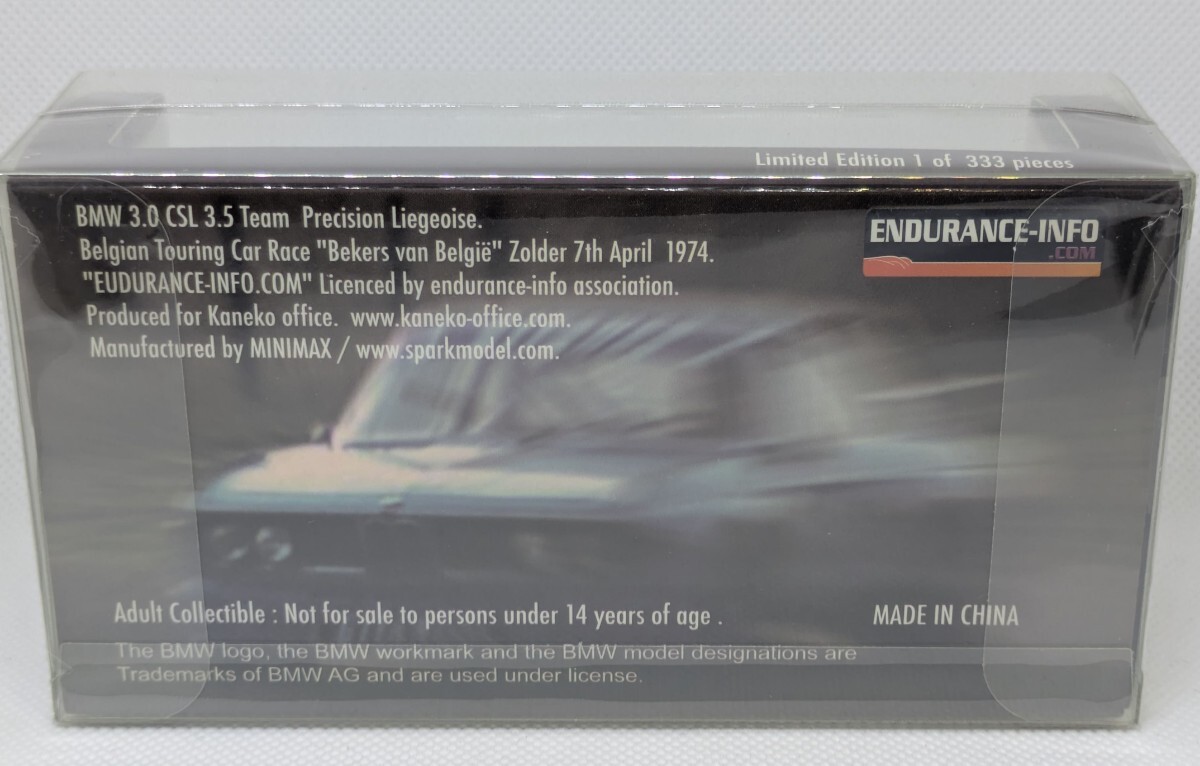 Limited Edition 1 of 333 pieces
BMW 3.0 CSL 3.5 Team Precision Liegeoise.
Belgian Touring Car Race "Bekers van België" Zolder 7th April 1974.
"EUDURANCE-INFO.COM" Licenced by endurance-info association.
Produced for Kaneko office. www.kaneko-office.com.
Manufactured by MINIMAX / www.sparkmodel.com.
ENDURANCE-INFO
.COM
Adult Collectible : Not for sale to persons under 14 years of age .
MADE IN CHINA
The BMW logo, the BMW workmark and the BMW model designations are
Trademarks of BMW AG and are used under license.